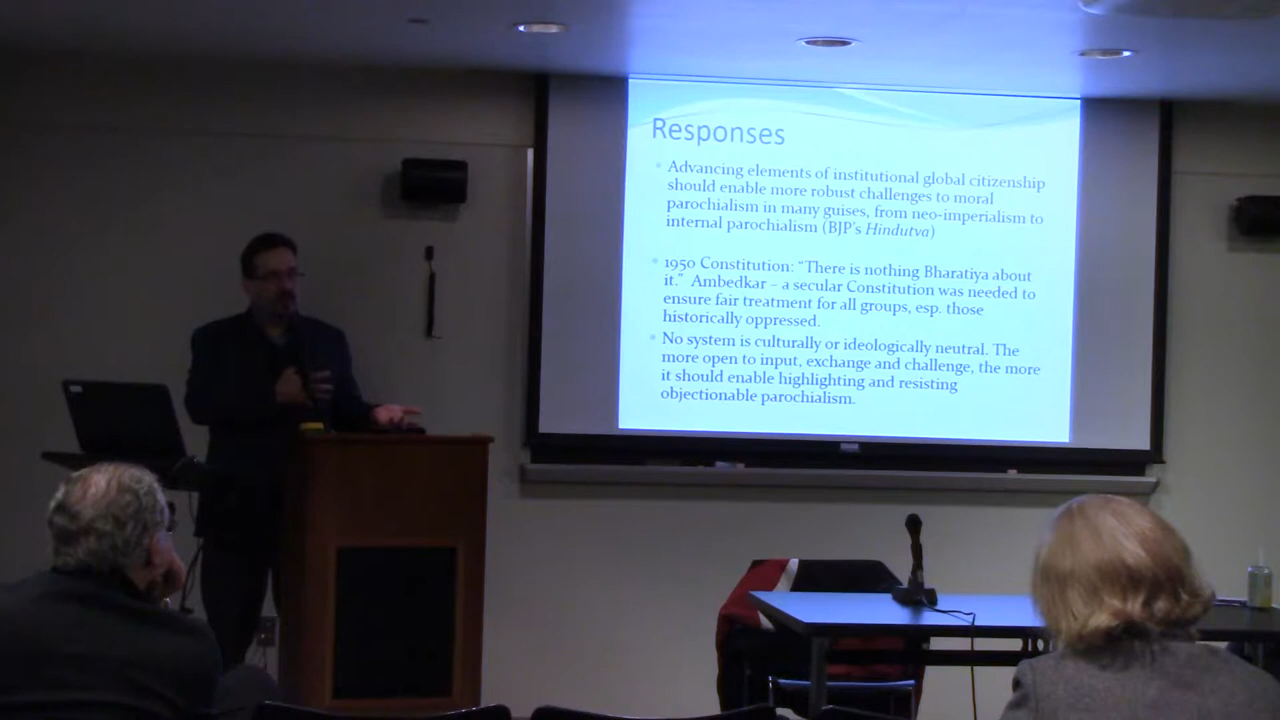 Responses
• Advancing elements of institutional global citizenship
should enable more robust challenges to moral
parochialism in many guises, from neo-imperialism to
internal parochialism (BJP's Hindutva)
• 1950 Constitution: “There is nothing Bharatiya about
it.” Ambedkar – a secular Constitution was needed to
ensure fair treatment for all groups, esp. those
historically oppressed.
• No system is culturally or ideologically neutral. The
more open to input, exchange and challenge, the more
it should enable highlighting and resisting
objectionable parochialism.